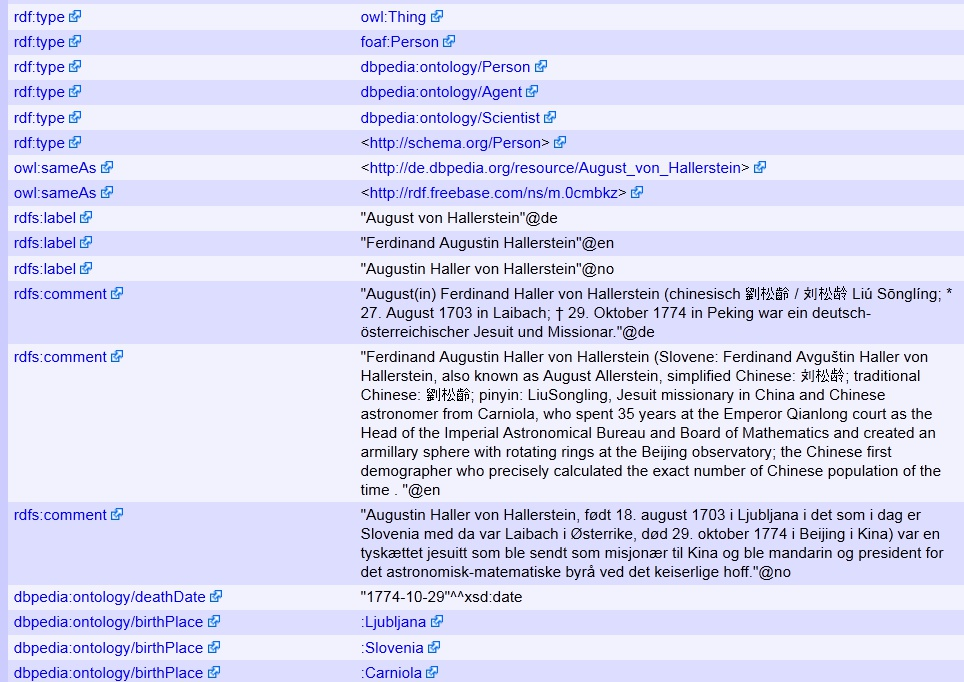 rdf:type owl:Thing
rdf:type foaf:Person
rdf:type dbpedia:ontology/Person
rdf:type dbpedia:ontology/Agent
rdf:type dbpedia:ontology/Scientist
rdf:type <http://schema.org/Person>
owl:sameAs <http://de.dbpedia.org/resource/August_von_Hallerstein>
owl:sameAs <http://rdf.freebase.com/ns/m.0cmbkz>
rdfs:label "August von Hallerstein"@de
rdfs:label "Ferdinand Augustin Hallerstein"@en
rdfs:label "Augustin Haller von Hallerstein"@no
rdfs:comment "August(in) Ferdinand Haller von Hallerstein (chinesisch 劉松齡 / 刘松龄 Liú Sōnglíng; *
27. August 1703 in Laibach; † 29. Oktober 1774 in Peking war ein deutsch-
österreichischer Jesuit und Missionar."@de
rdfs:comment "Ferdinand Augustin Haller von Hallerstein (Slovene: Ferdinand Avguštin Haller von
Hallerstein, also known as August Allerstein, simplified Chinese: 刘松龄; traditional
Chinese: 劉松齡; pinyin: LiuSongling, Jesuit missionary in China and Chinese
astronomer from Carniola, who spent 35 years at the Emperor Qianlong court as the
Head of the Imperial Astronomical Bureau and Board of Mathematics and created an
armillary sphere with rotating rings at the Beijing observatory; the Chinese first
demographer who precisely calculated the exact number of Chinese population of the
time . "@en
rdfs:comment "Augustin Haller von Hallerstein, født 18. august 1703 i Ljubljana i det som i dag er
Slovenia med da var Laibach i Østerrike, død 29. oktober 1774 i Beijing i Kina) var en
tyskættet jesuitt som ble sendt som misjonær til Kina og ble mandarin og president for
det astronomisk-matematiske byrå ved det keiserlige hoff."@no
dbpedia:ontology/deathDate "1774-10-29"^^xsd:date
dbpedia:ontology/birthPlace :Ljubljana
dbpedia:ontology/birthPlace :Slovenia
dbpedia:ontology/birthPlace :Carniola